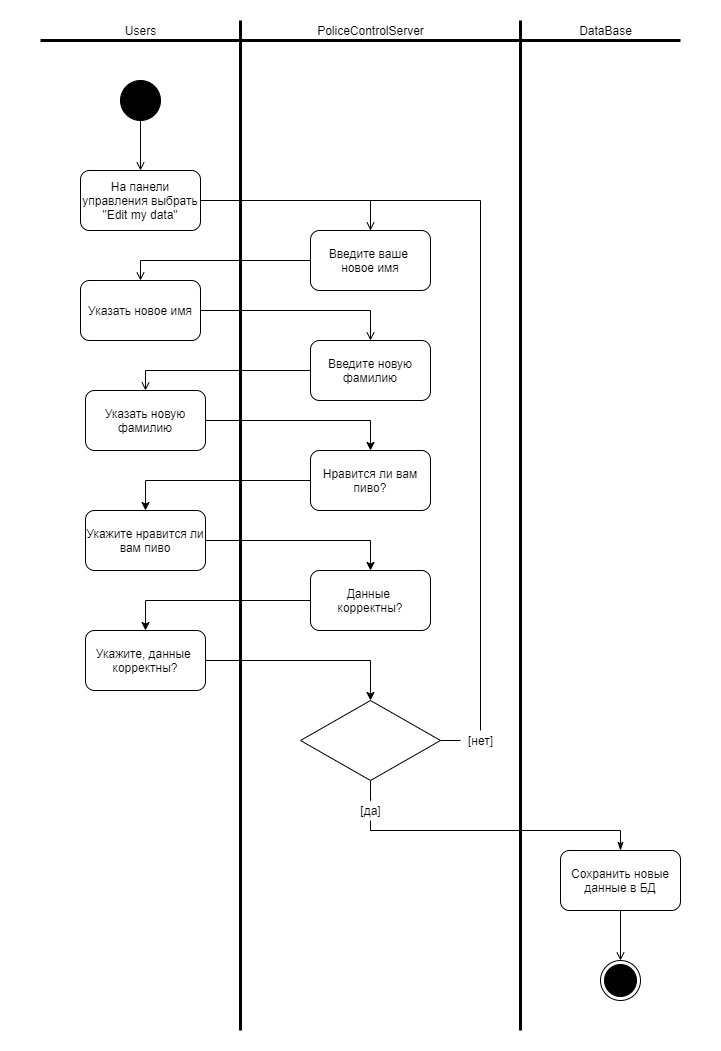 Users
PoliceControlServer
DataBase
На панели
управления выбрать
"Edit my data"
Введите ваше
новое имя
Указать новое имя
Введите новую
фамилию
Указать новую
фамилию
Нравится ли вам
пиво?
Укажите нравится ли
вам пиво
Данные
корректны?
Укажите, данные
корректны?
[нет]
[да]
Сохранить новые
данные в БД